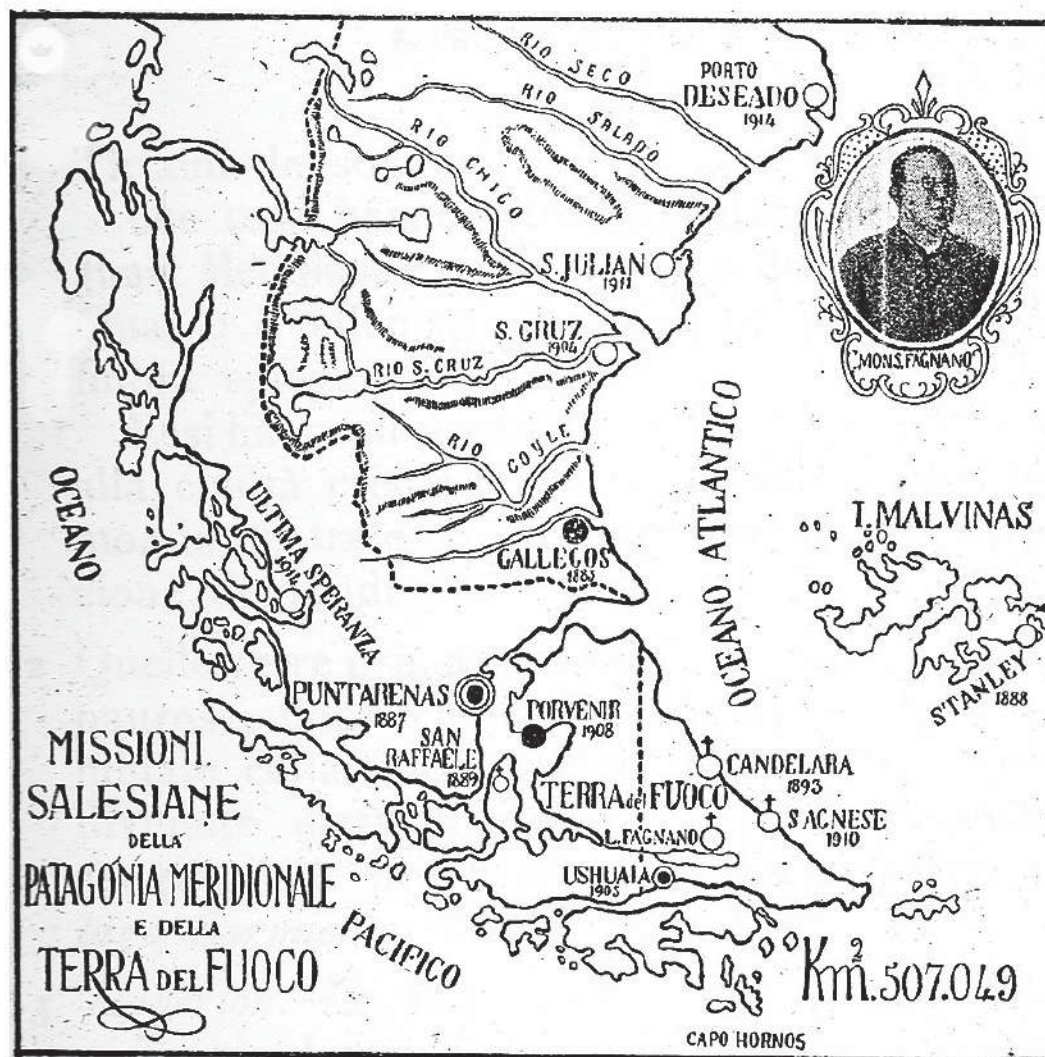 RIO SECO
PORTO
DESEADO
1914
RIO SALADO
RIO CHICO
S. JULIAN
1911
S. CRUZ
1904
RIO S. CRUZ
MONS. FAGNANO
RIO COYLE
OCEANO
ULTIMA SPERANZA
GALLEGOS
1885
OCEANO ATLANTICO
I. MALVINAS
STANLEY
1888
PUNTARENAS
1887
SAN
RAFFAELE
1889
PORVENIR
1908
CANDELARA
1893
TERRA del FUOCO
S AGNESE
1910
L. FAGNANO
USHUAIA
PACIFICO
MISSIONI
SALESIANE
DELLA
PATAGONIA MERIDIONALE
E DELLA
TERRA DEL FUOCO
Km². 507.049
CAPO HORNOS